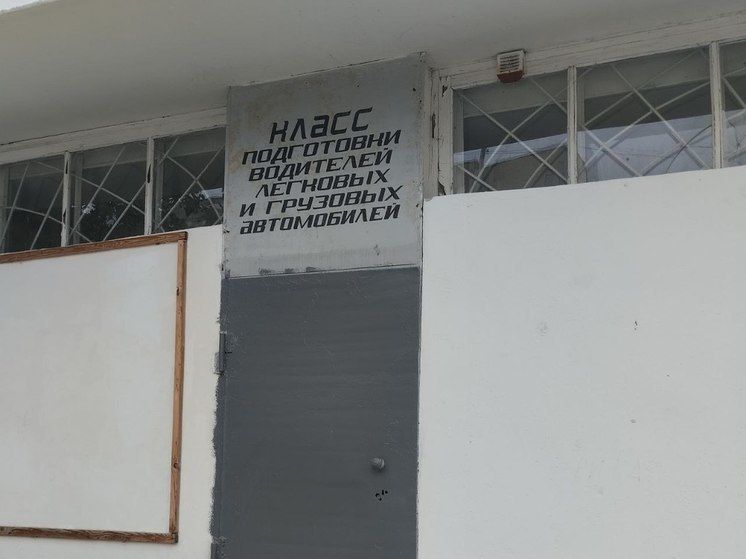 класс
подготовки
водителей
легковых
и грузовых
автомобилей